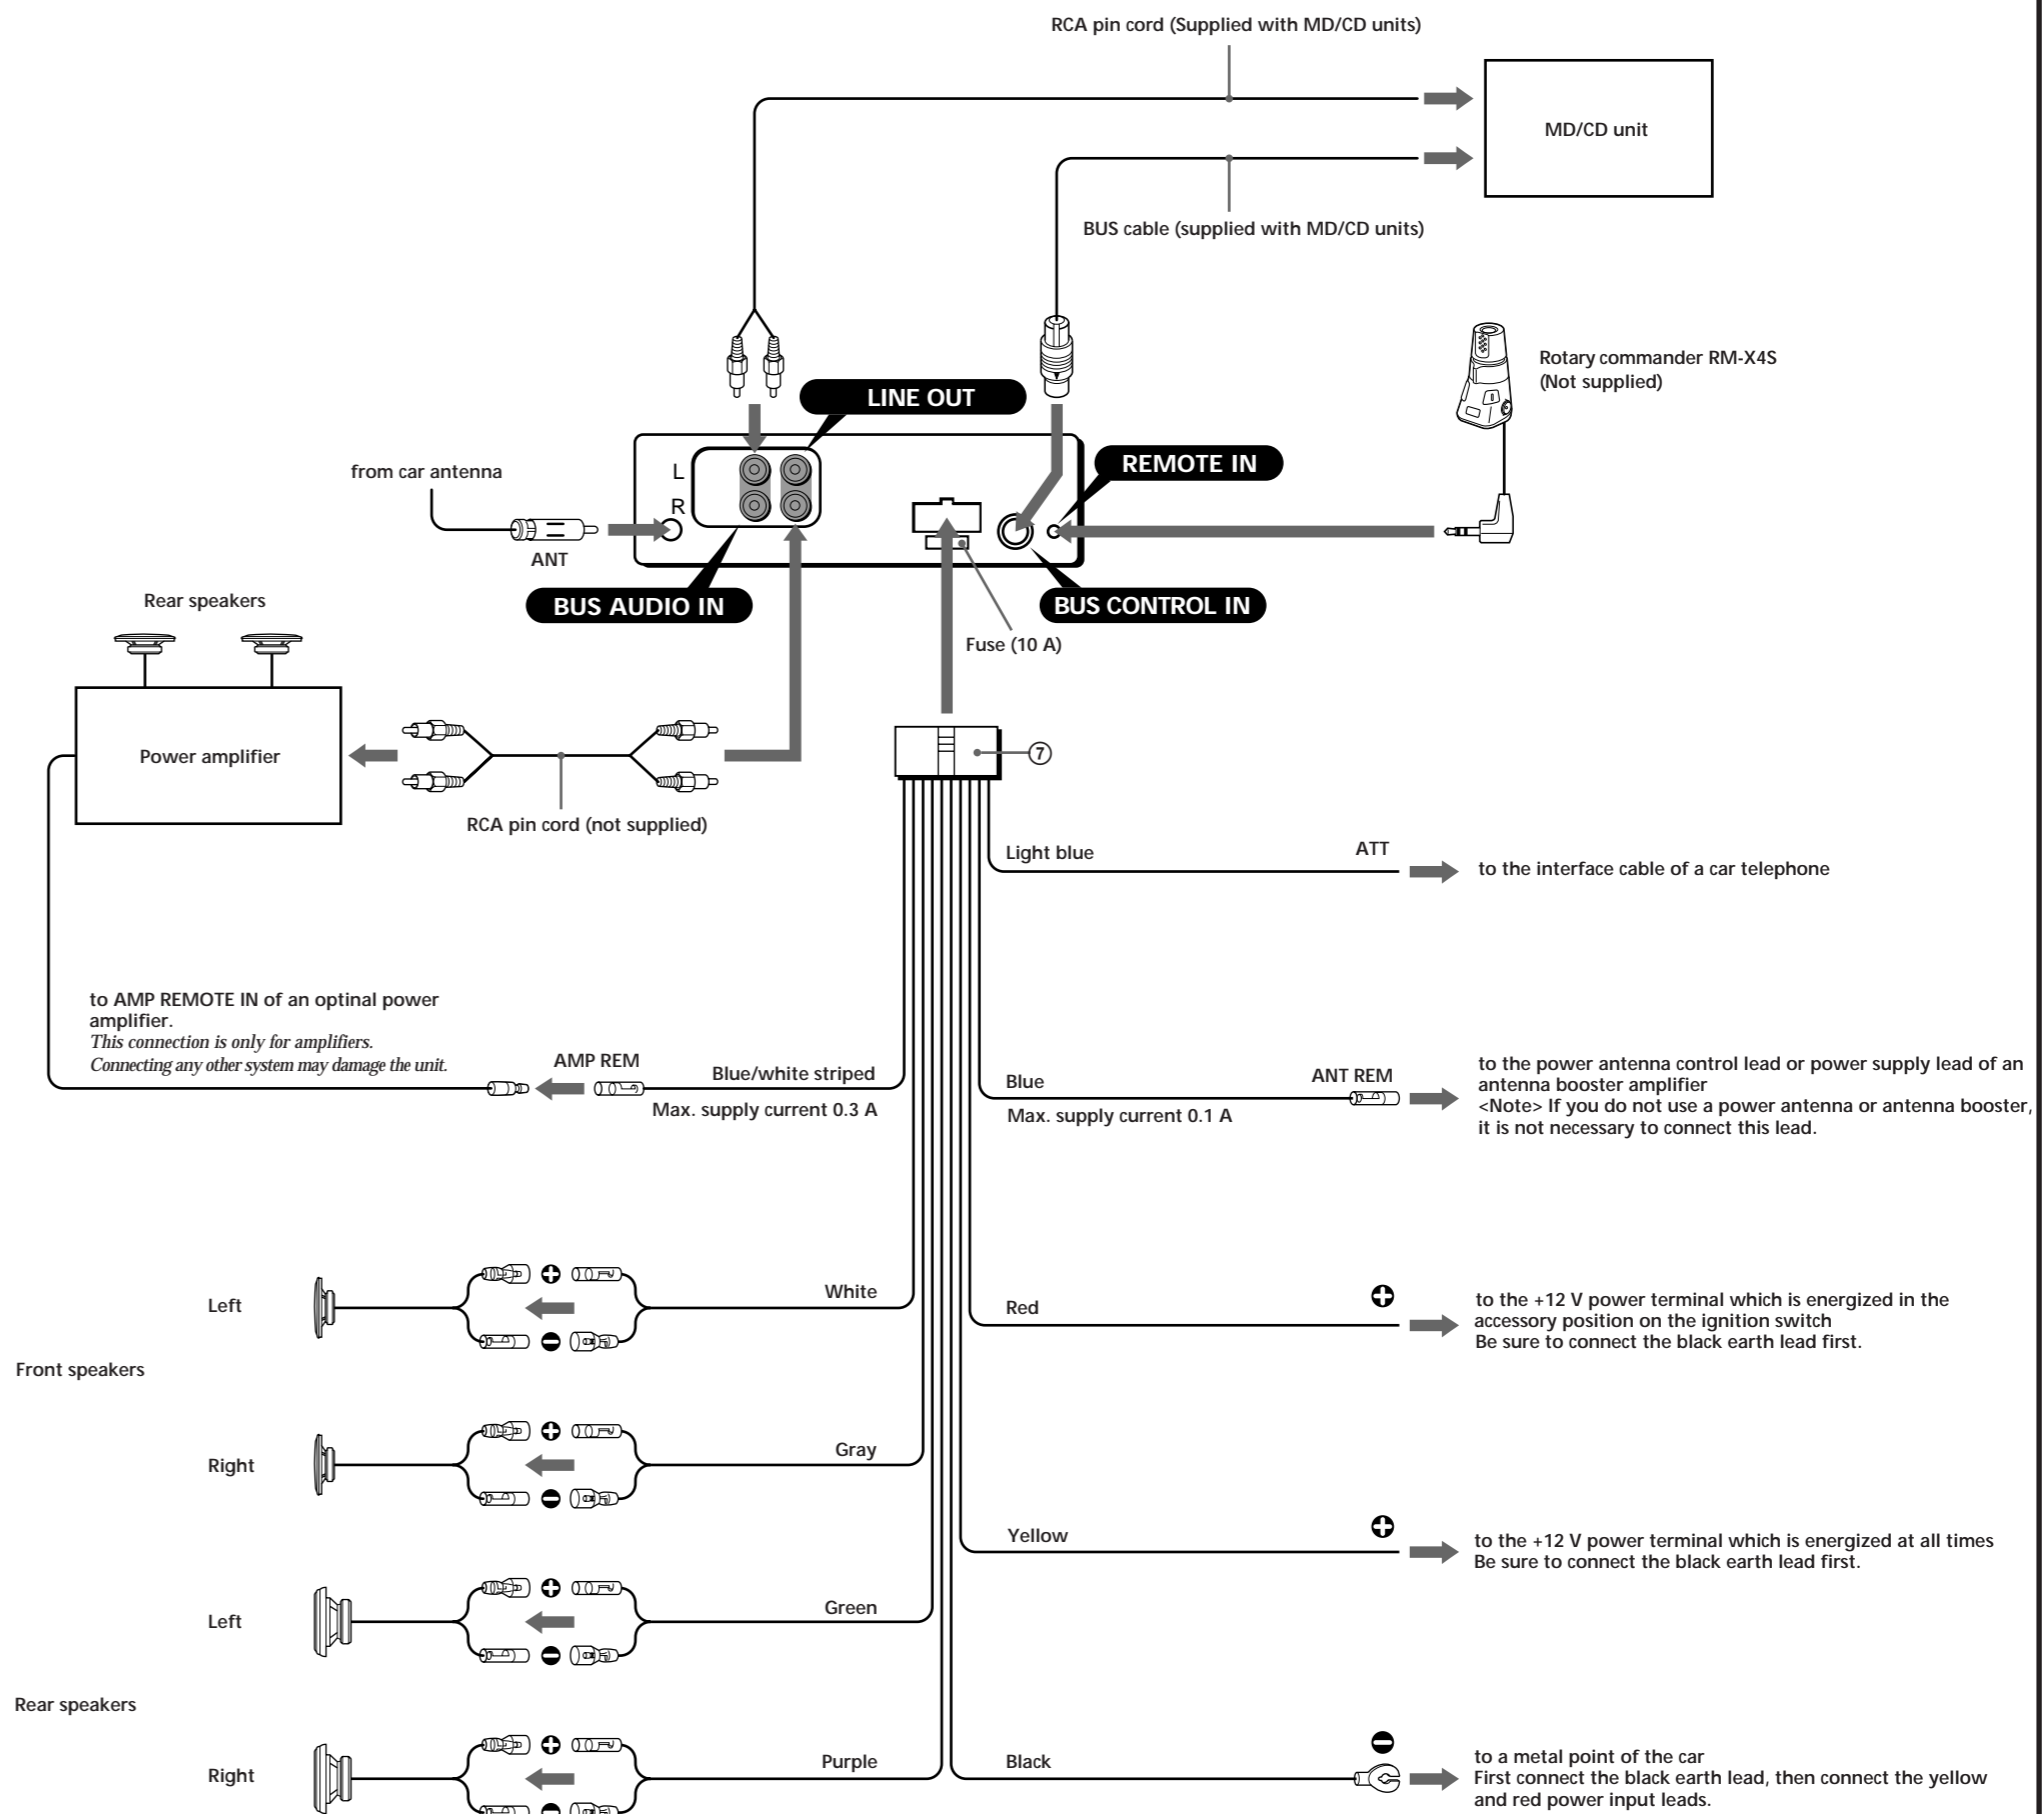 RCA pin cord (Supplied with MD/CD units)
MD/CD unit
BUS cable (supplied with MD/CD units)
Rotary commander RM-X4S
(Not supplied)
LINE OUT
REMOTE IN
from car antenna
L
R
ANT
BUS AUDIO IN
BUS CONTROL IN
Fuse (10 A)
Rear speakers
Power amplifier
RCA pin cord (not supplied)
7
Light blue
ATT
to the interface cable of a car telephone
to AMP REMOTE IN of an optinal power
amplifier.
This connection is only for amplifiers.
Connecting any other system may damage the unit.
AMP REM
Blue/white striped
Max. supply current 0.3 A
Blue
ANT REM
Max. supply current 0.1 A
to the power antenna control lead or power supply lead of an
antenna booster amplifier
<Note> If you do not use a power antenna or antenna booster,
it is not necessary to connect this lead.
Left
White
Red
to the +12 V power terminal which is energized in the
accessory position on the ignition switch
Be sure to connect the black earth lead first.
Front speakers
Right
Gray
Yellow
to the +12 V power terminal which is energized at all times
Be sure to connect the black earth lead first.
Left
Green
Rear speakers
Right
Purple
Black
to a metal point of the car
First connect the black earth lead, then connect the yellow
and red power input leads.